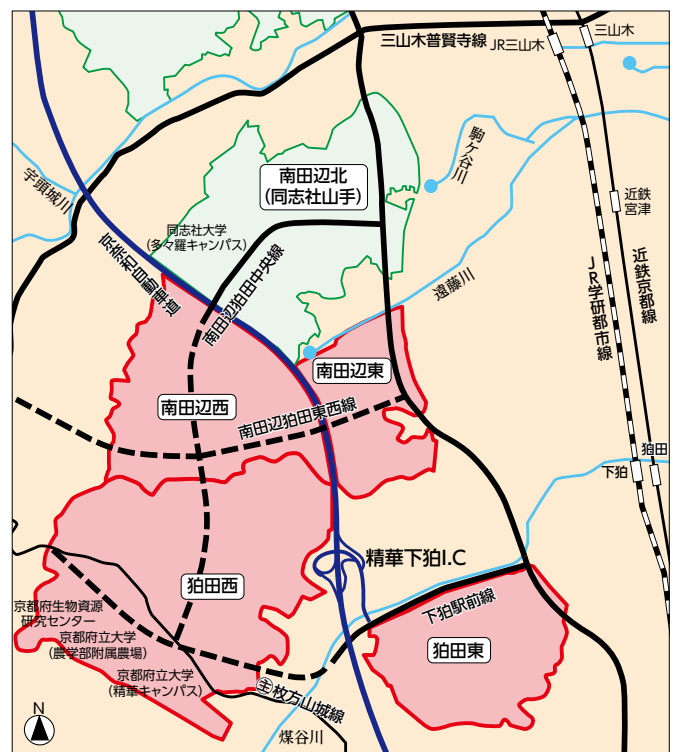 三山木普賢寺線
JR三山木
三山木
駒ヶ谷川
南田辺北
(同志社山手)
近鉄
宮津
宇頭城川
同志社大学
(多々羅キャンパス)
京奈和自動車道
南田辺狛田中央線
遠藤川
JR学研都市線
近鉄京都線
南田辺東
南田辺西
南田辺狛田東西線
狛田
下狛
精華下狛I.C
狛田西
京都府生物資源
研究センター
下狛駅前線
京都府立大学
(農学部附属農場)
狛田東
京都府立大学
(精華キャンパス)
主枚方山城線
N
煤谷川